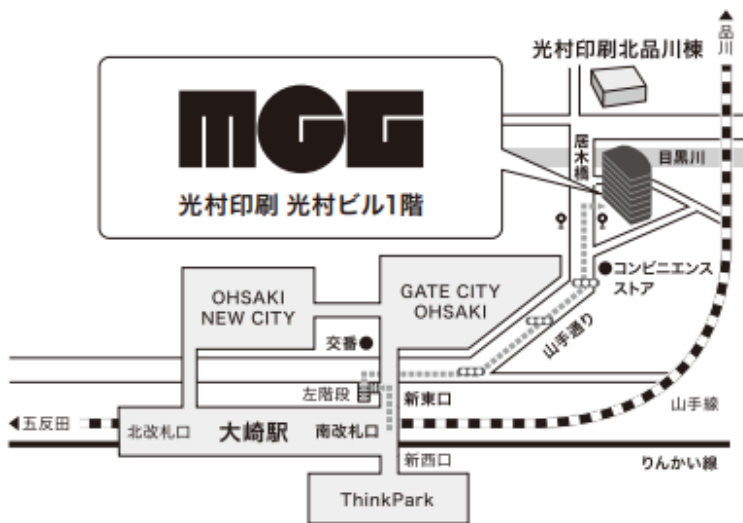 品川
光村印刷北品川棟
MGG
光村印刷 光村ビル1階
居木橋
目黒川
コンビニエンス
ストア
OHSAKI
NEW CITY
GATE CITY
OHSAKI
山手通り
交番
左階段
新東口
山手線
五反田
北改札口
大崎駅
南改札口
新西口
りんかい線
ThinkPark